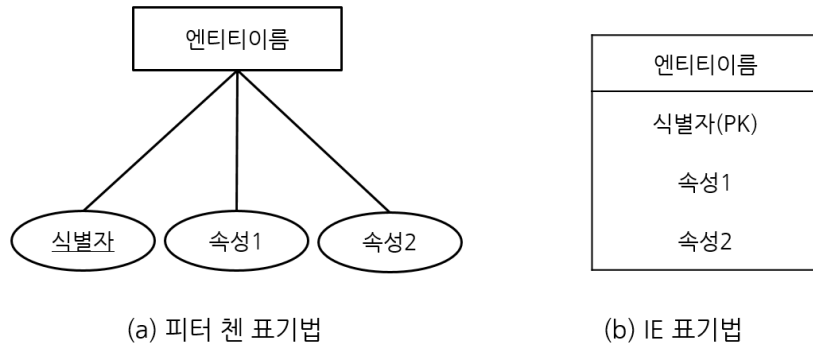 엔티티이름
식별자
속성1
속성2
(a) 피터 첸 표기법
엔티티이름
식별자(PK)
속성1
속성2
(b) IE 표기법